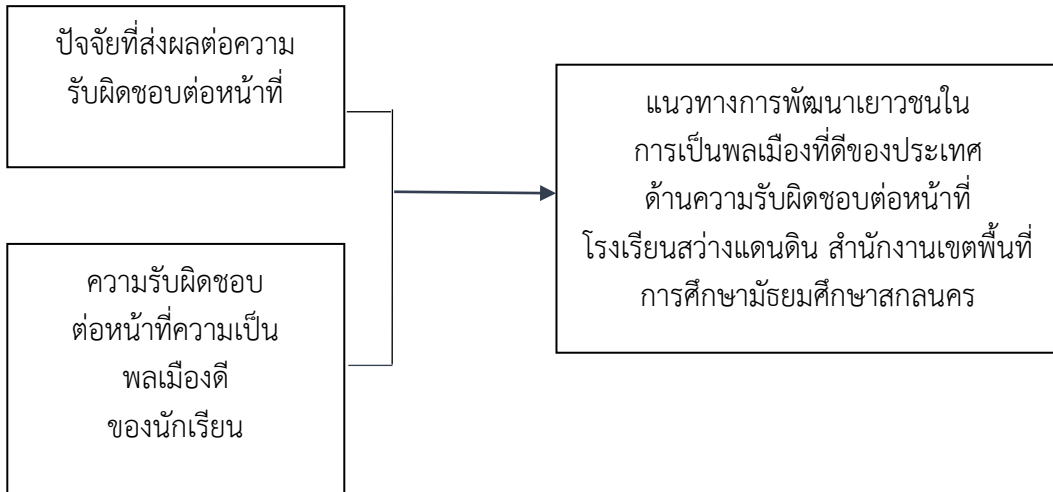 ปัจจัยที่ส่งผลต่อความ
รับผิดชอบต่อหน้าที่
ความรับผิดชอบ
ต่อหน้าที่ความเป็น
พลเมืองดี
ของนักเรียน
แนวทางการพัฒนาเยาวชนใน
การเป็นพลเมืองที่ดีของประเทศ
ด้านความรับผิดชอบต่อหน้าที่
โรงเรียนสว่างแดนดิน สำนักงานเขตพื้นที่
การศึกษามัธยมศึกษาสกลนคร